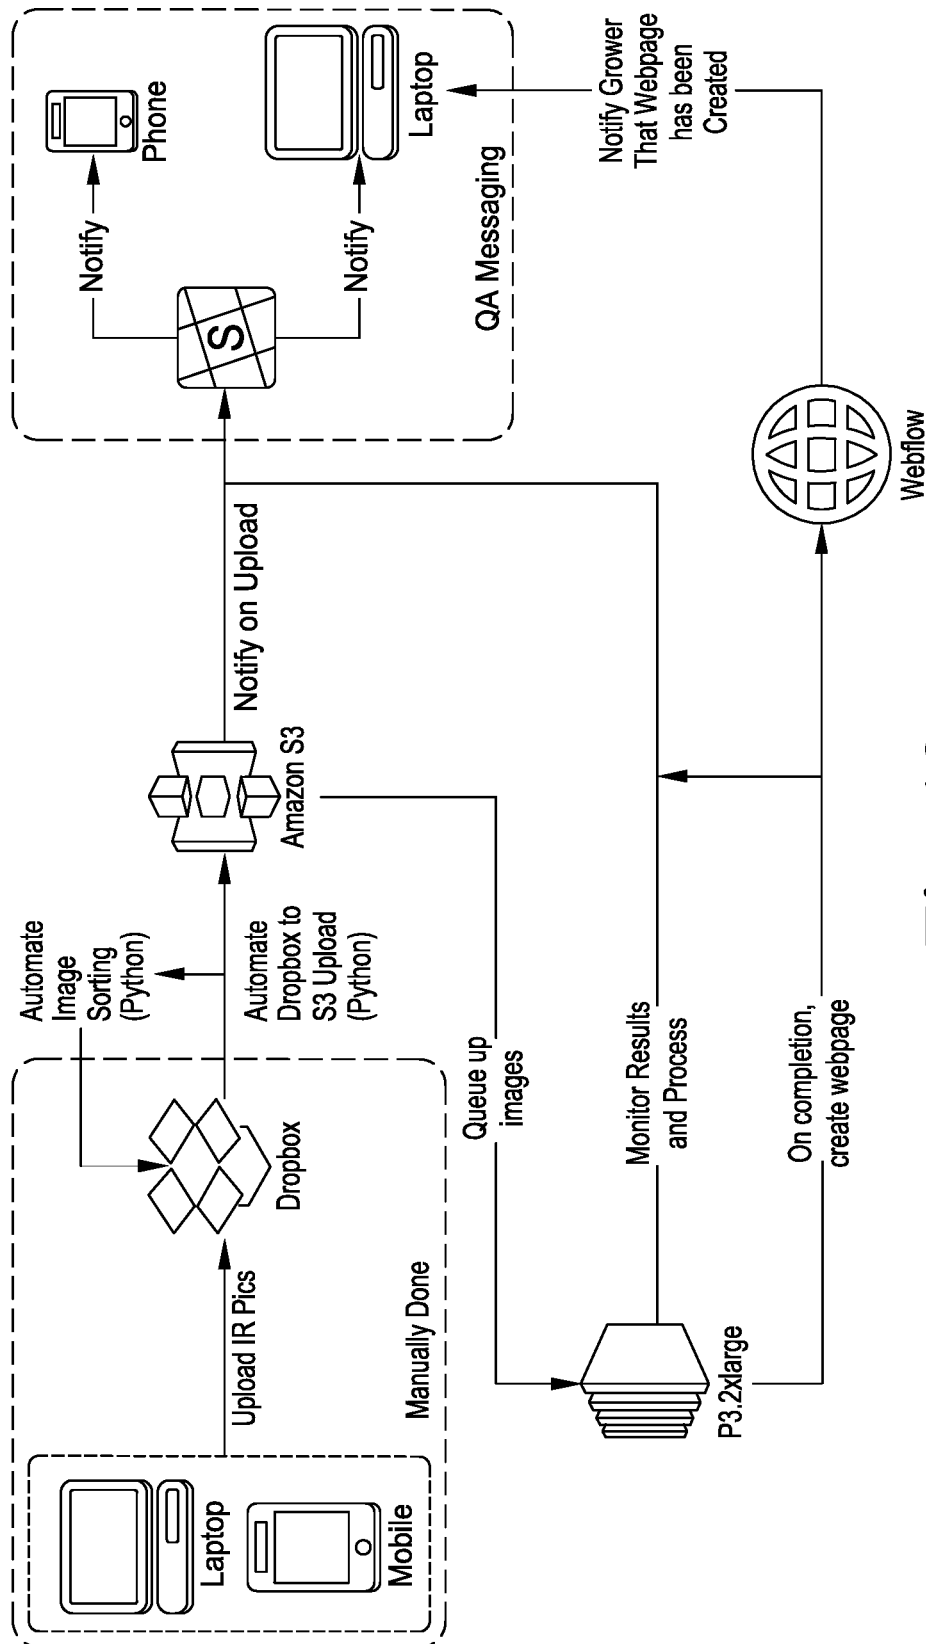 Laptop
Mobile
Upload IR Pics
Manually Done
Dropbox
Automate
Image
Sorting
(Python)
Automate
Dropbox to
S3 Upload
(Python)
Amazon S3
Notify on Upload
S
Notify
Notify
Phone
Laptop
QA Messaging
Queue up
images
P3.2xlarge
Monitor Results
and Process
On completion,
create webpage
Webflow
Notify Grower
That Webpage
has been
Created